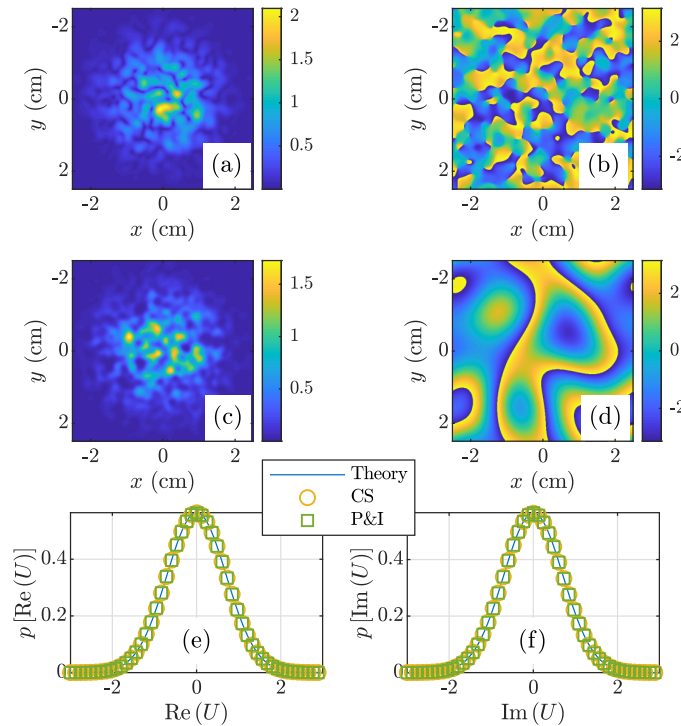 -2 0 2 y (cm) -2 0 2 x (cm) (a) 2 1.5 1 0.5
-2 0 2 y (cm) -2 0 2 x (cm) (b) 2 0 -2
-2 0 2 y (cm) -2 0 2 x (cm) (c) 1.5 1 0.5
-2 0 2 y (cm) -2 0 2 x (cm) (d) 2 0 -2
Theory
CS
P&I
0.4 0.2 0 p [Re (U)] -2 0 2 Re (U) (e)
0.4 0.2 0 p [Im (U)] -2 0 2 Im (U) (f)